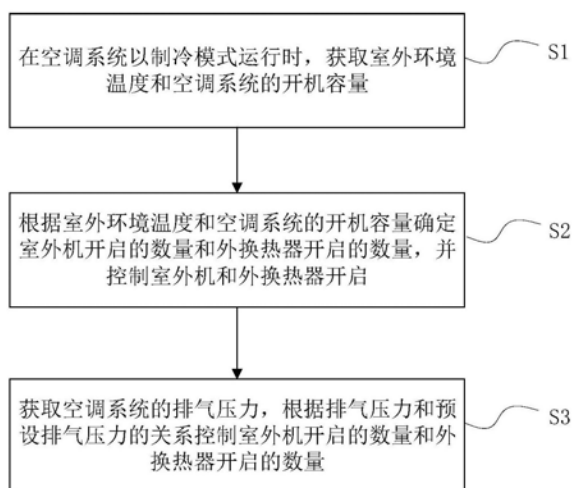 在空调系统以制冷模式运行时，获取室外环境
温度和空调系统的开机容量
S1
根据室外环境温度和空调系统的开机容量确定
室外机开启的数量和外换热器开启的数量，并
控制室外机和外换热器开启
S2
获取空调系统的排气压力，根据排气压力和预
设排气压力的关系控制室外机开启的数量和外
换热器开启的数量
S3